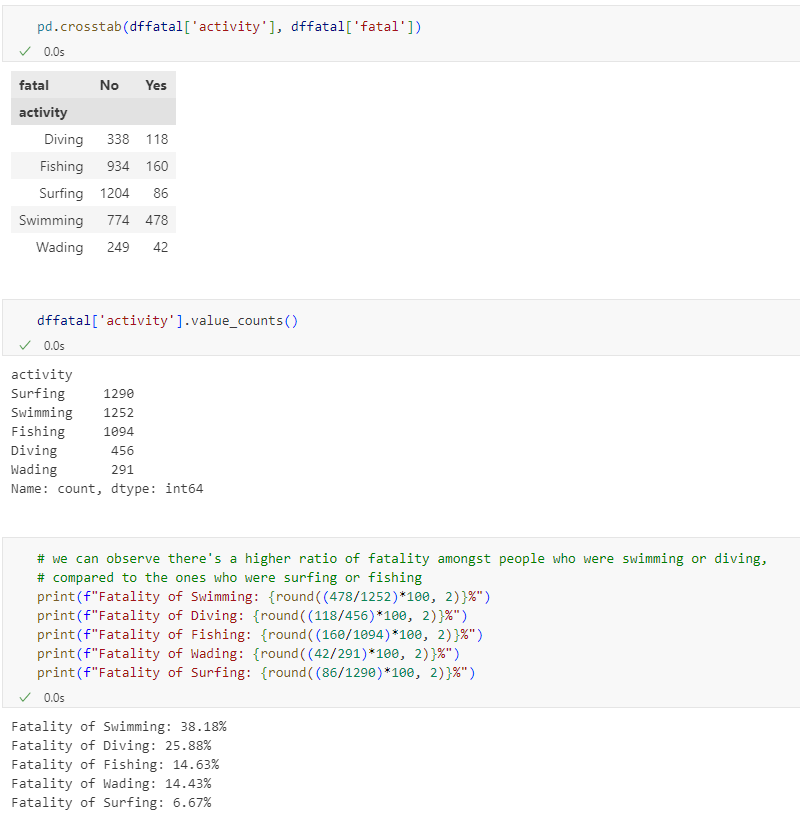 pd.crosstab(dffatal['activity'], dffatal['fatal'])
0.0s
fatal No Yes
activity
Diving 338 118
Fishing 934 160
Surfing 1204 86
Swimming 774 478
Wading 249 42
dffatal['activity'].value_counts()
0.0s
activity
Surfing 1290
Swimming 1252
Fishing 1094
Diving 456
Wading 291
Name: count, dtype: int64
# we can observe there's a higher ratio of fatality amongst people who were swimming or diving,
# compared to the ones who were surfing or fishing
print(f"Fatality of Swimming: {round((478/1252)*100, 2)}%")
print(f"Fatality of Diving: {round((118/456)*100, 2)}%")
print(f"Fatality of Fishing: {round((160/1094)*100, 2)}%")
print(f"Fatality of Wading: {round((42/291)*100, 2)}%")
print(f"Fatality of Surfing: {round((86/1290)*100, 2)}%")
0.0s
Fatality of Swimming: 38.18%
Fatality of Diving: 25.88%
Fatality of Fishing: 14.63%
Fatality of Wading: 14.43%
Fatality of Surfing: 6.67%